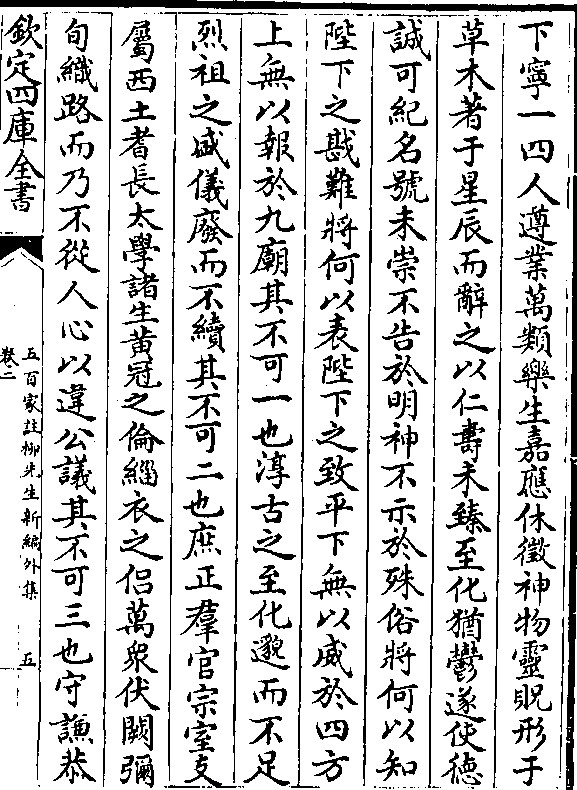 下寧一四人遵業萬類樂生嘉應休徵神物靈貺形于
草木著于星辰而辭之以仁壽未臻至化猶鬱遂使德
誠可紀名號未崇不告於明神不示於殊俗將何以知
陛下之戡難將何以表陛下之致平下無以威於四方
上無以報於九廟其不可一也淳古之至化邈而不足
烈祖之盛儀廢而不續其不可二也庶正羣官宗室支
屬西土耆長太學諸生黃冠之倫緇衣之侶萬衆伏闕彌
旬織路而乃不從人心以違公議其不可三也守謙恭
欽定四庫全書
五百家註柳先生新編外集
卷二
五